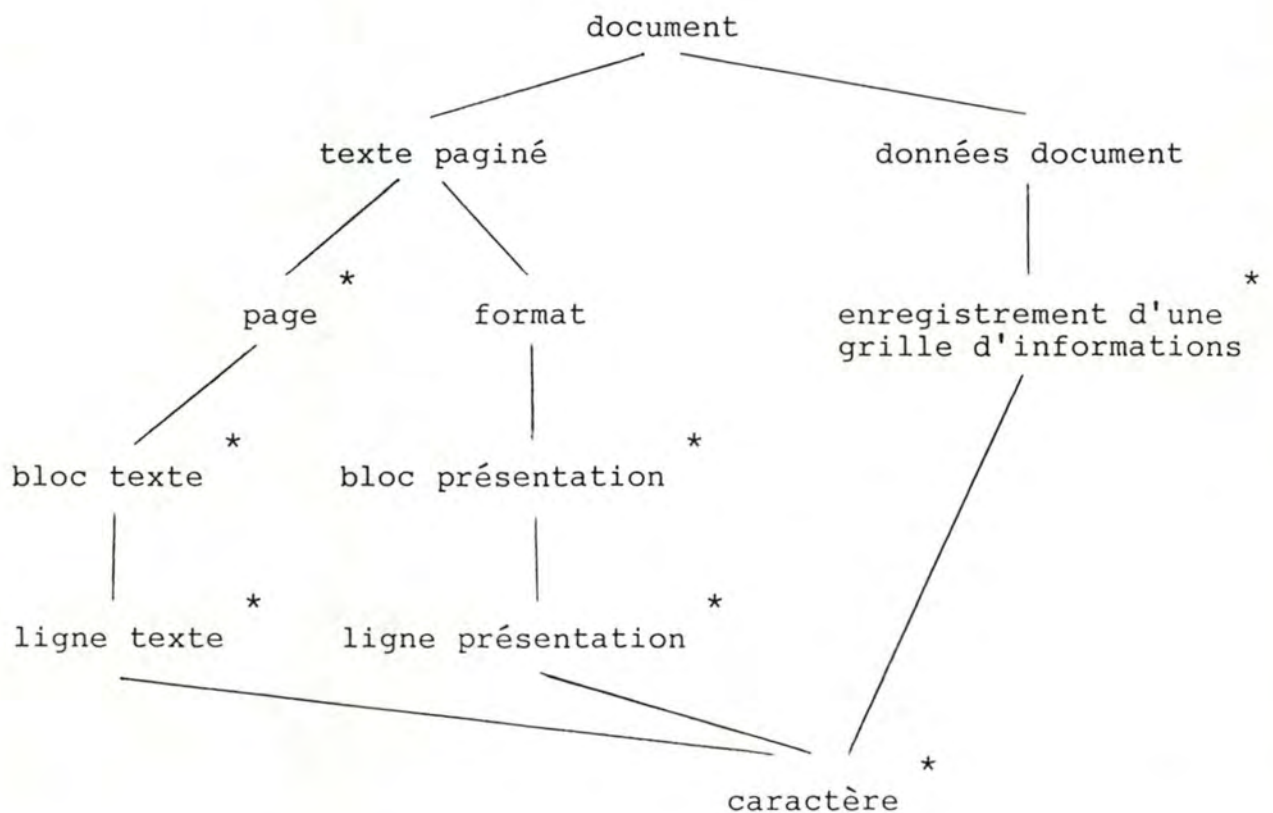 document
texte paginé données document
*
page format
*
enregistrement d'une
grille d'informations
* *
bloc texte bloc présentation
* *
ligne texte ligne présentation
*
caractère